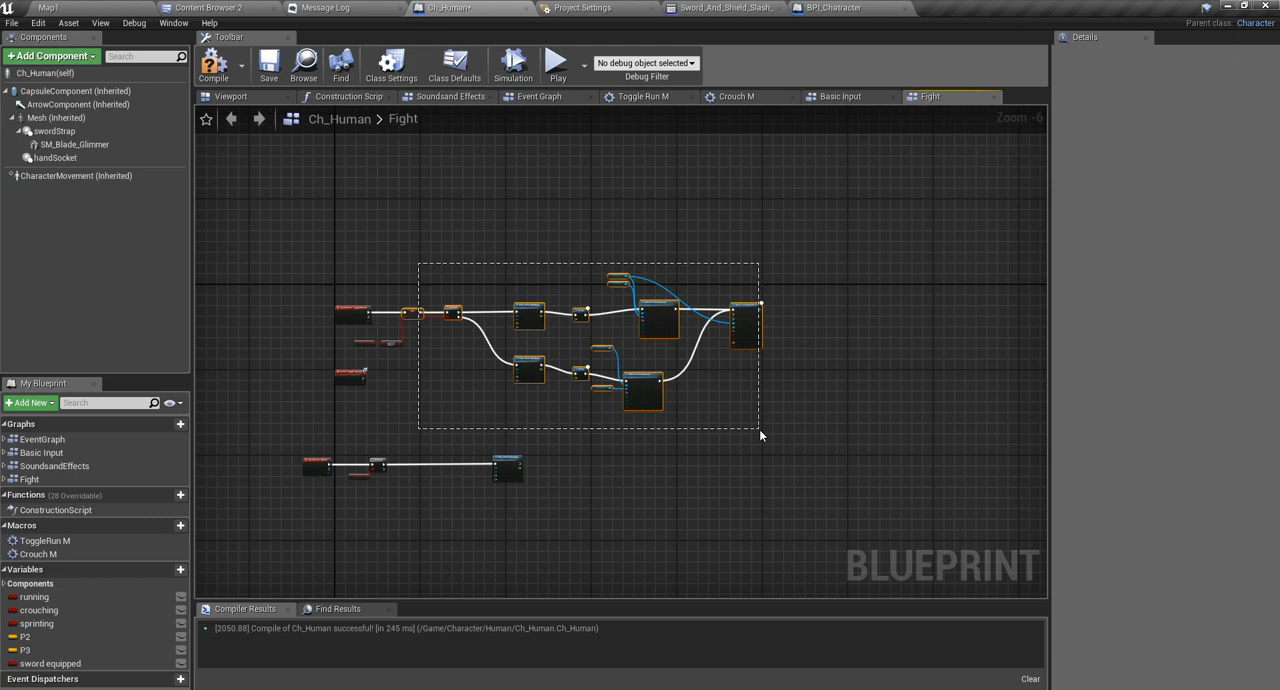 Map1
Content Browser 2
Message Log
Ch_Human*
Project Settings
Sword_And_Shield_Slash_
BPI_Chatracter
File Edit Asset View Debug Window Help
Parent class: Character
Components
Toolbar
Details
+ Add Component
Search
Compile
Save
Browse
Find
Class Settings
Class Defaults
Simulation
Play
No debug object selected
Debug Filter
Ch_Human(self)
CapsuleComponent (Inherited)
ArrowComponent (Inherited)
Mesh (Inherited)
swordStrap
SM_Blade_Glimmer
handSocket
CharacterMovement (Inherited)
Viewport
Construction Scrip
Soundsand Effects
Event Graph
Toggle Run M
Crouch M
Basic Input
Fight
Ch_Human > Fight
Zoom -6
NOT
BLUEPRINT
My Blueprint
+ Add New
Search
Graphs
EventGraph
Basic Input
SoundsandEffects
Fight
Functions (28 Overridable)
ConstructionScript
Macros
ToggleRun M
Crouch M
Variables
Components
running
crouching
sprinting
P2
P3
sword equipped
Event Dispatchers
Compiler Results
Find Results
[2050.88] Compile of Ch_Human successful! [in 245 ms] (/Game/Character/Human/Ch_Human.Ch_Human)
Clear